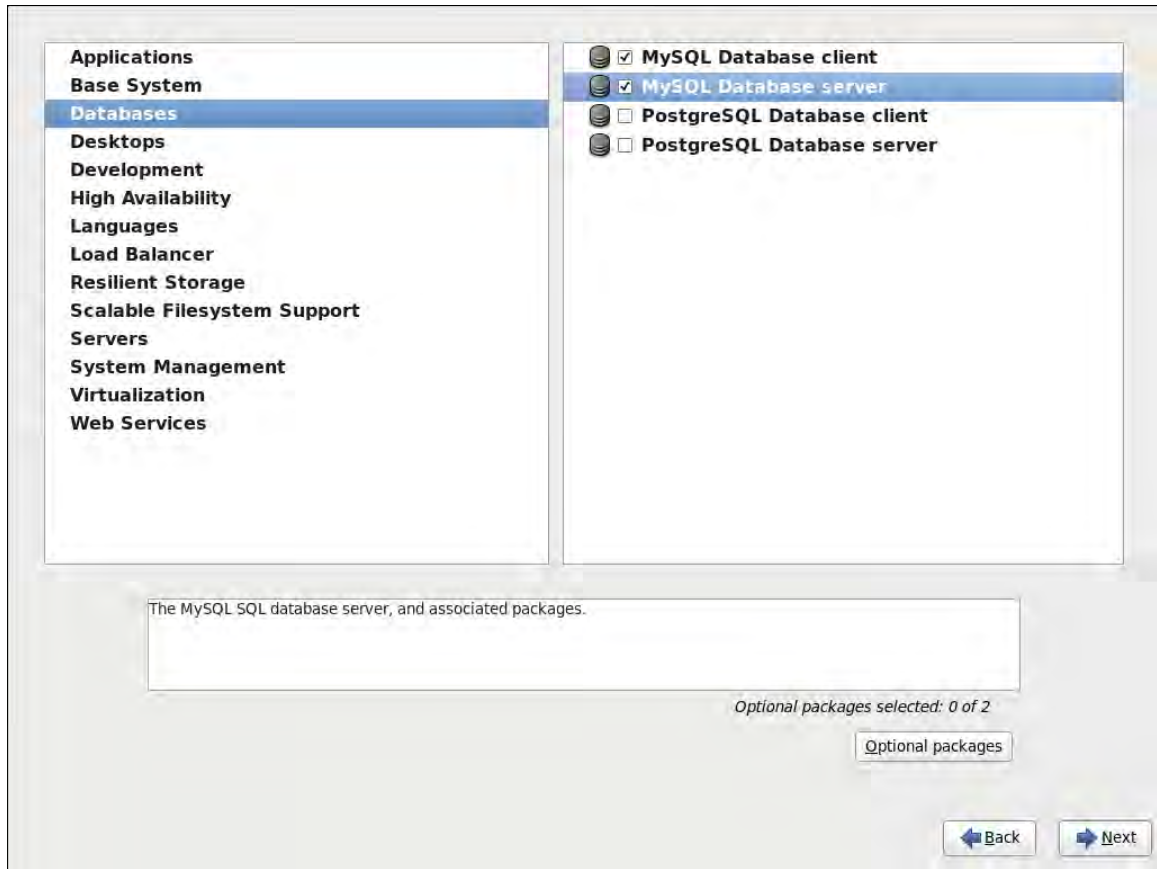 Applications
Base System
Databases
Desktops
Development
High Availability
Languages
Load Balancer
Resilient Storage
Scalable Filesystem Support
Servers
System Management
Virtualization
Web Services
MySQL Database client
MySQL Database server
PostgreSQL Database client
PostgreSQL Database server
The MySQL SQL database server, and associated packages.
Optional packages selected: 0 of 2
Optional packages
Back
Next